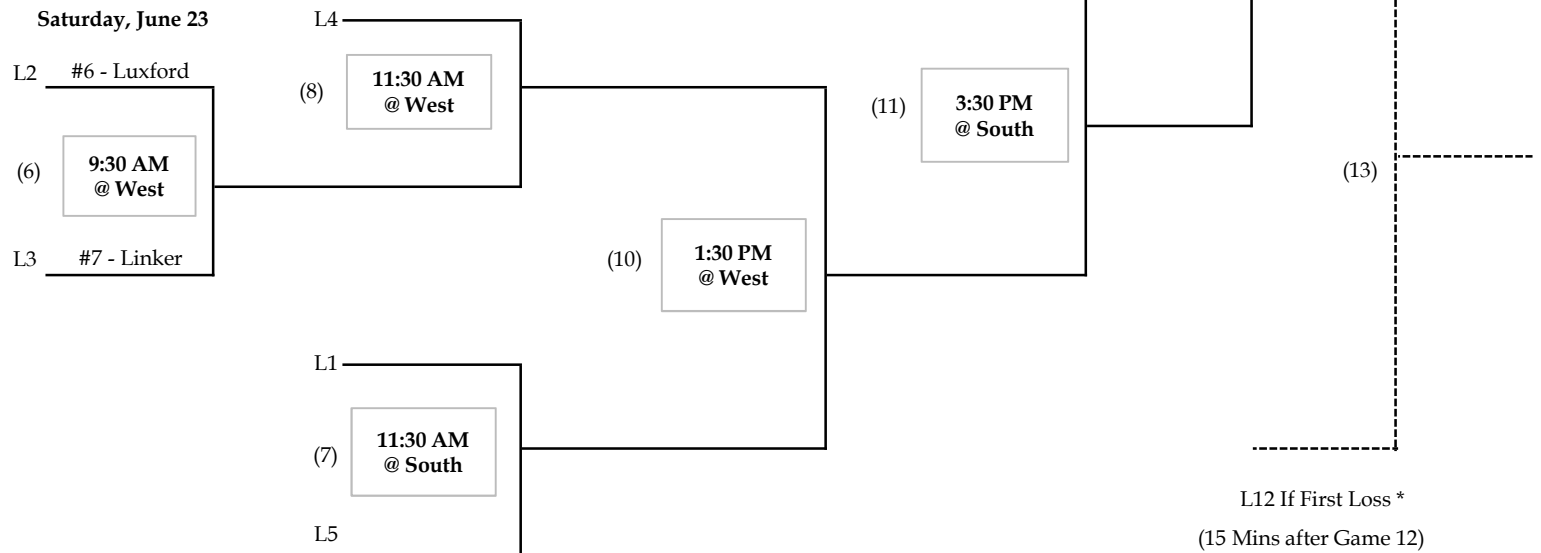 Saturday, June 23
L4
L2
#6 - Luxford
(8)
11:30 AM
@ West
(11)
3:30 PM
@ South
(6)
9:30 AM
@ West
(13)
L3
#7 - Linker
(10)
1:30 PM
@ West
L1
(7)
11:30 AM
@ South
L5
L12 If First Loss *
(15 Mins after Game 12)